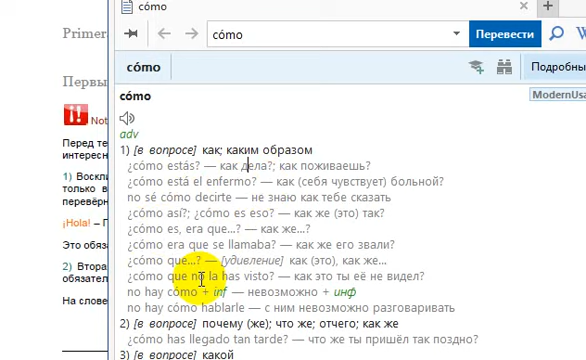 cómo
Primera
cómo
Перевести
Первы
cómo
Подробны
Not
cómo
ModernUsa
adv
Перед те
интересн
1) [в вопросе] как; каким образом
¿cómo estás? — как дела?; как поживаешь?
1) Воскли
только в
перевёрн
¿cómo está el enfermo? — как (себя чувствует) больной?
no sé cómo decirte — не знаю как тебе сказать
¿cómo así?; ¿cómo es eso? — как же (это) так?
¡Hola! – Г
¿cómo es, era que...? — как же...?
Это обяза
¿cómo era que se llamaba? — как же его звали?
2) Втора
обязател
¿cómo que...? — [удивление] как (это), как же...
¿cómo que no la has visto? — как это ты её не видел?
На слове
no hay cómo + inf — невозможно + инф
no hay cómo hablarle — с ним невозможно разговаривать
2) [в вопросе] почему (же); что же; отчего; как же
¿cómo has llegado tan tarde? — что же ты пришёл так поздно?
3) [в вопросе] какой